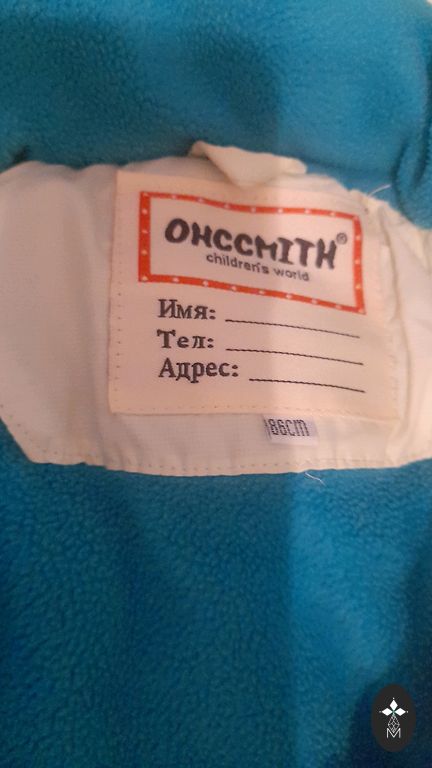 OHCCMITH®
children's world
Имя:
Тел:
Адрес:
86cm
M